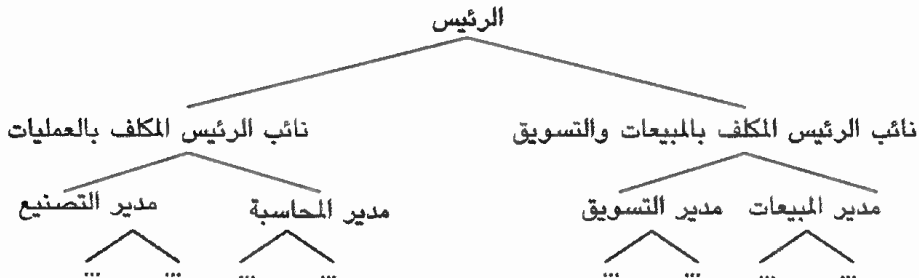 الرئيس
نائب الرئيس المكلف بالمبيعات والتسويق
نائب الرئيس المكلف بالعمليات
مدير المبيعات
مدير التسويق
مدير المحاسبة
مدير التصنيع
... ... ... ... ... ... ... ...